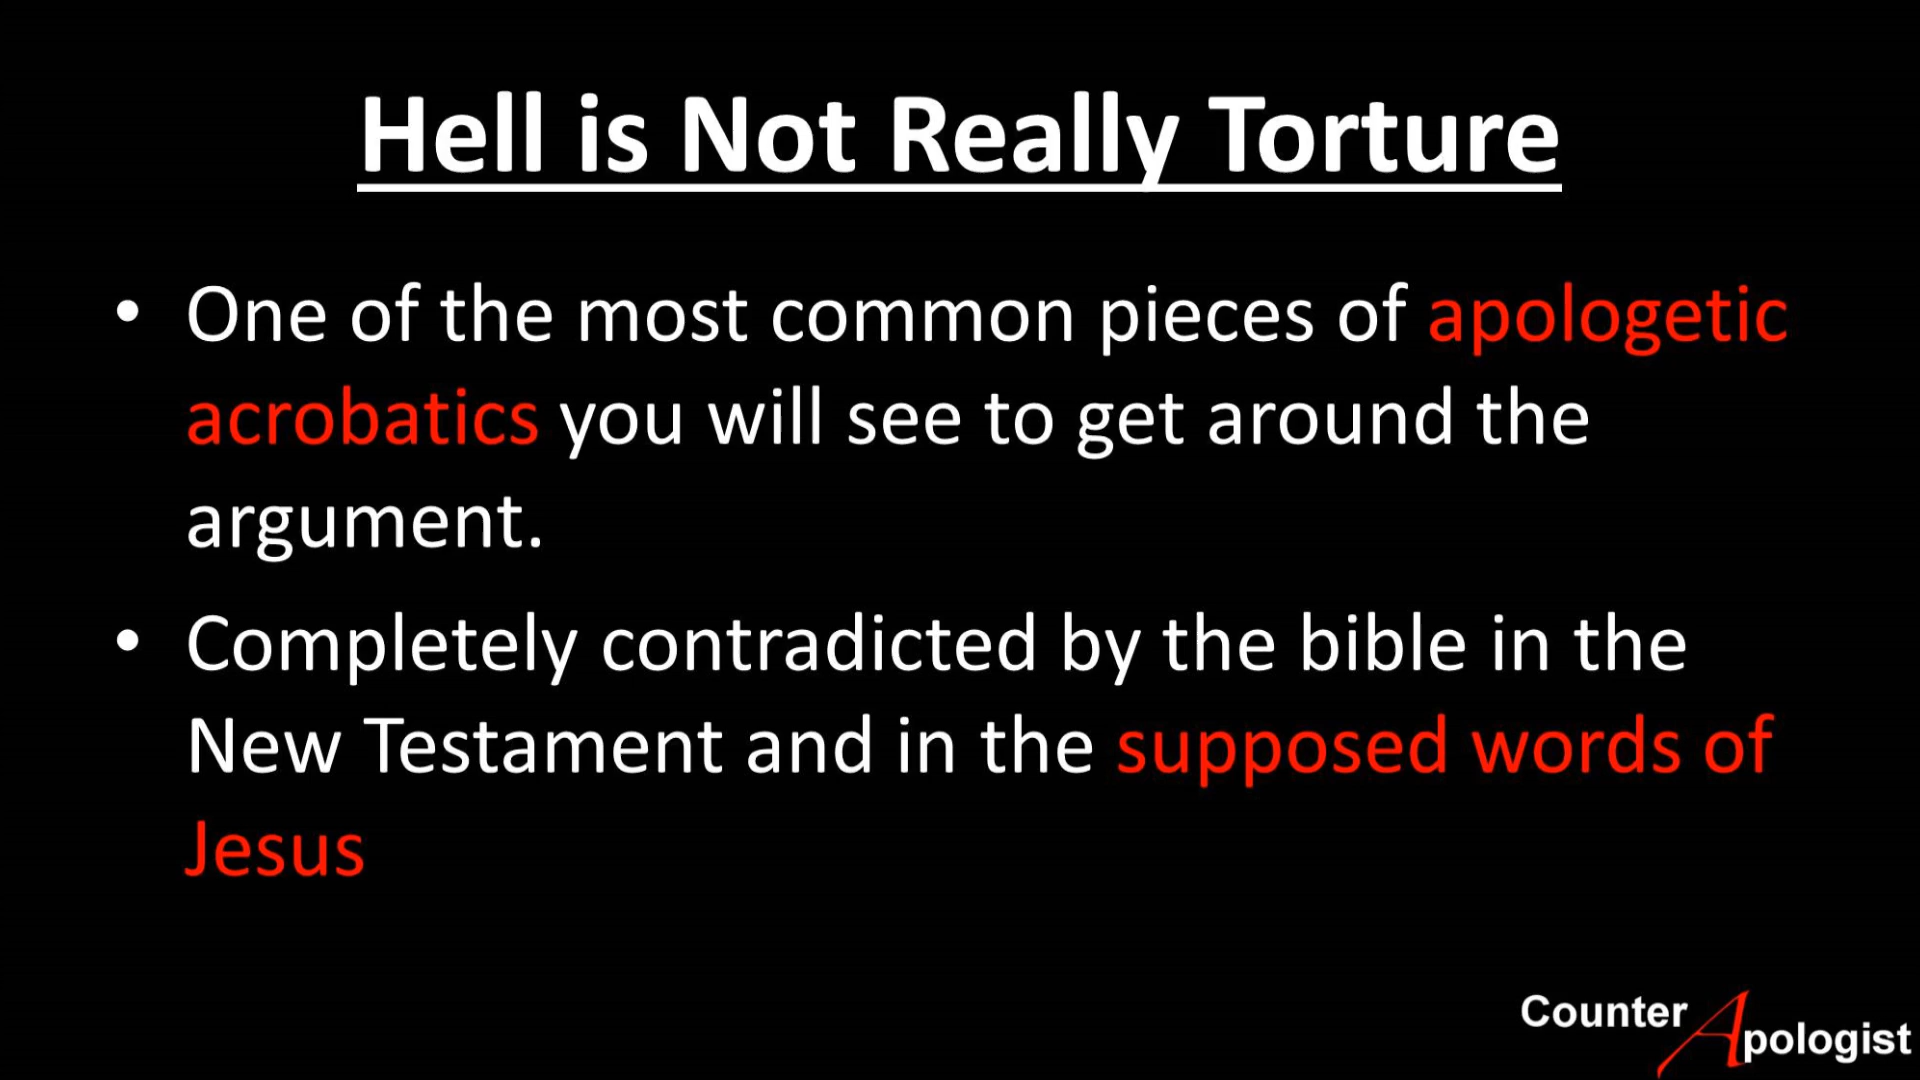 Hell is Not Really Torture
• One of the most common pieces of apologetic
acrobatics you will see to get around the
argument.
• Completely contradicted by the bible in the
New Testament and in the supposed words of
Jesus
Counter
Apologist